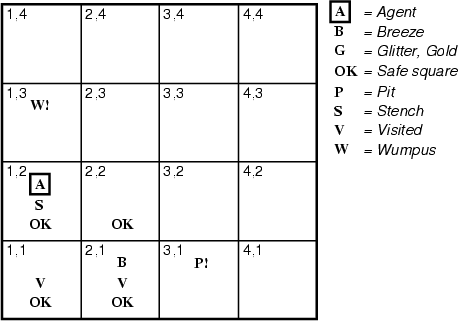 1,4 2,4 3,4 4,4
1,3 2,3 3,3 4,3
W!
1,2 2,2 3,2 4,2
A
S
OK OK
1,1 2,1 3,1 4,1
B P!
V V
OK OK
A = Agent
B = Breeze
G = Glitter, Gold
OK = Safe square
P = Pit
S = Stench
V = Visited
W = Wumpus